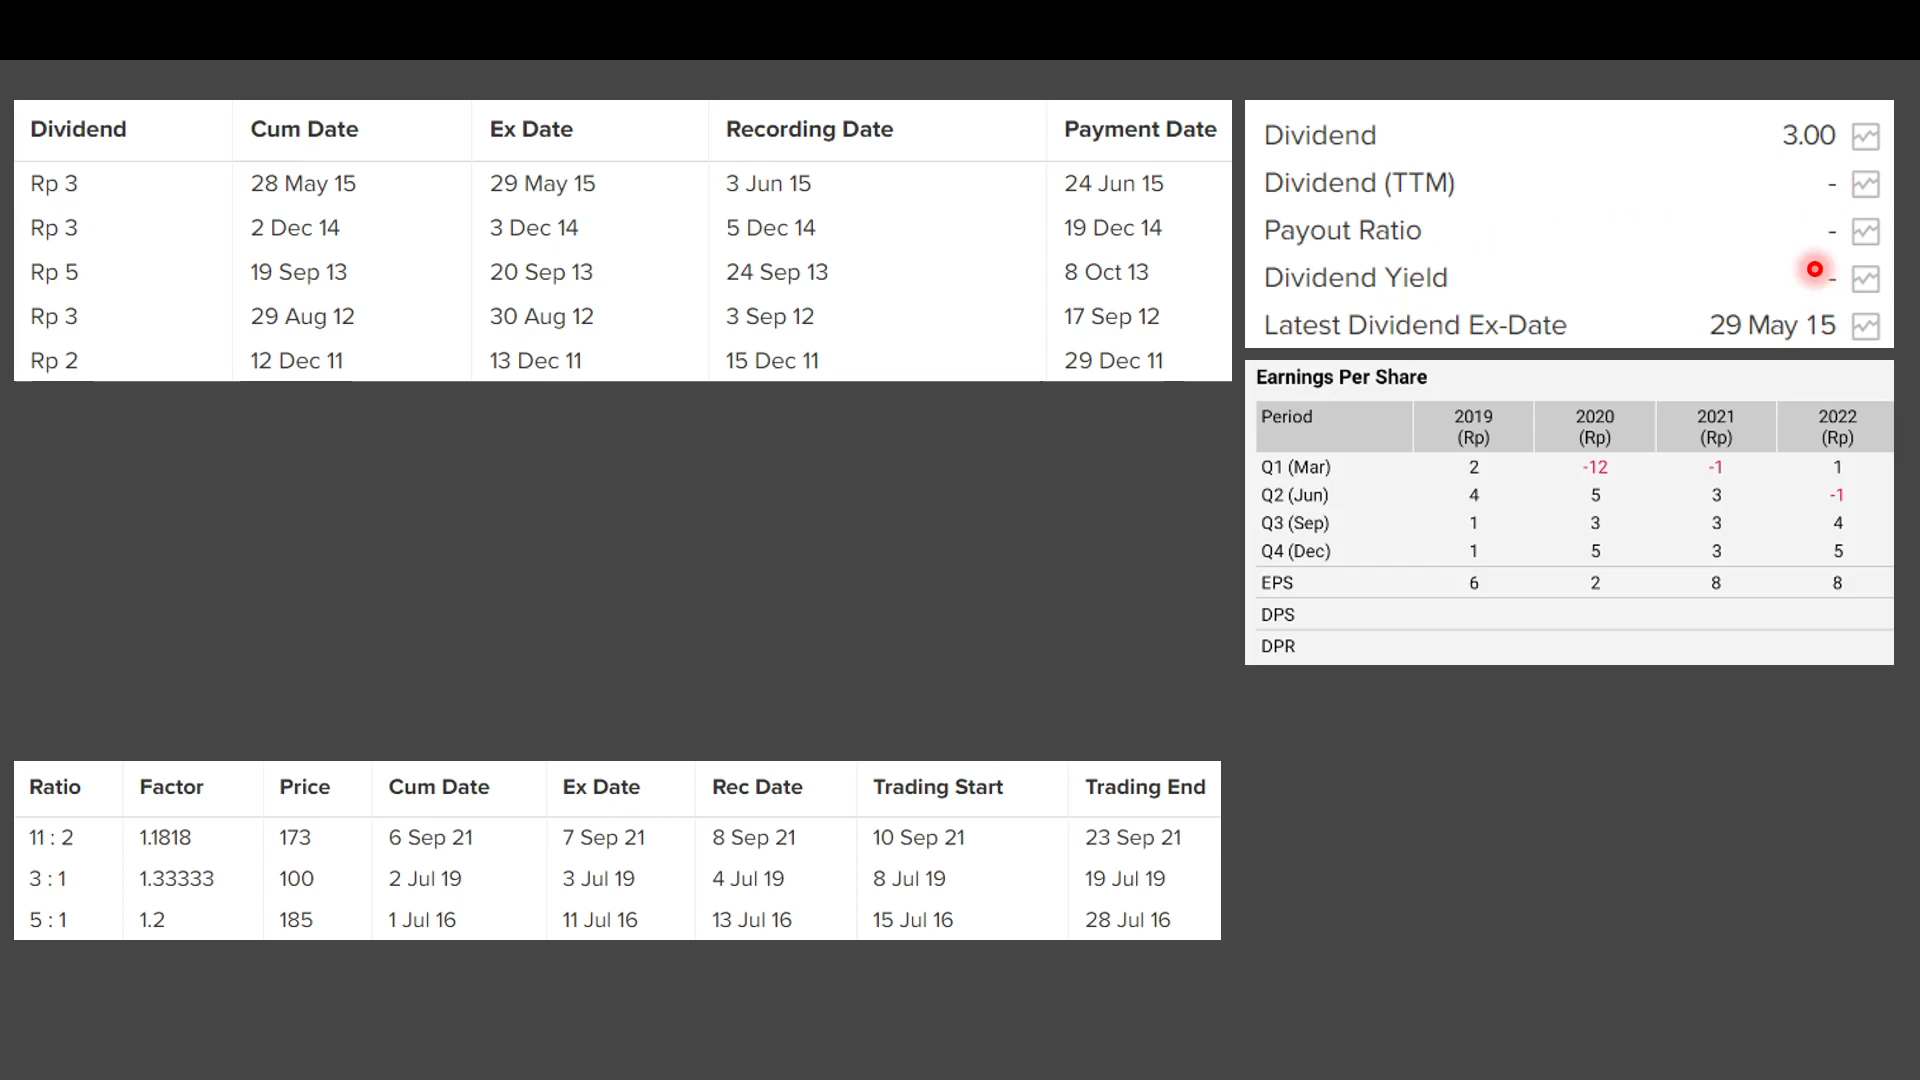 Dividend Cum Date Ex Date Recording Date Payment Date
Rp 3 28 May 15 29 May 15 3 Jun 15 24 Jun 15
Rp 3 2 Dec 14 3 Dec 14 5 Dec 14 19 Dec 14
Rp 5 19 Sep 13 20 Sep 13 24 Sep 13 8 Oct 13
Rp 3 29 Aug 12 30 Aug 12 3 Sep 12 17 Sep 12
Rp 2 12 Dec 11 13 Dec 11 15 Dec 11 29 Dec 11
Dividend 3.00
Dividend (TTM) -
Payout Ratio -
Dividend Yield -
Latest Dividend Ex-Date 29 May 15
Earnings Per Share
Period 2019 2020 2021 2022
(Rp) (Rp) (Rp) (Rp)
Q1 (Mar) 2 -12 -1 1
Q2 (Jun) 4 5 3 -1
Q3 (Sep) 1 3 3 4
Q4 (Dec) 1 5 3 5
EPS 6 2 8 8
DPS
DPR
Ratio Factor Price Cum Date Ex Date Rec Date Trading Start Trading End
11 : 2 1.1818 173 6 Sep 21 7 Sep 21 8 Sep 21 10 Sep 21 23 Sep 21
3 : 1 1.33333 100 2 Jul 19 3 Jul 19 4 Jul 19 8 Jul 19 19 Jul 19
5 : 1 1.2 185 1 Jul 16 11 Jul 16 13 Jul 16 15 Jul 16 28 Jul 16